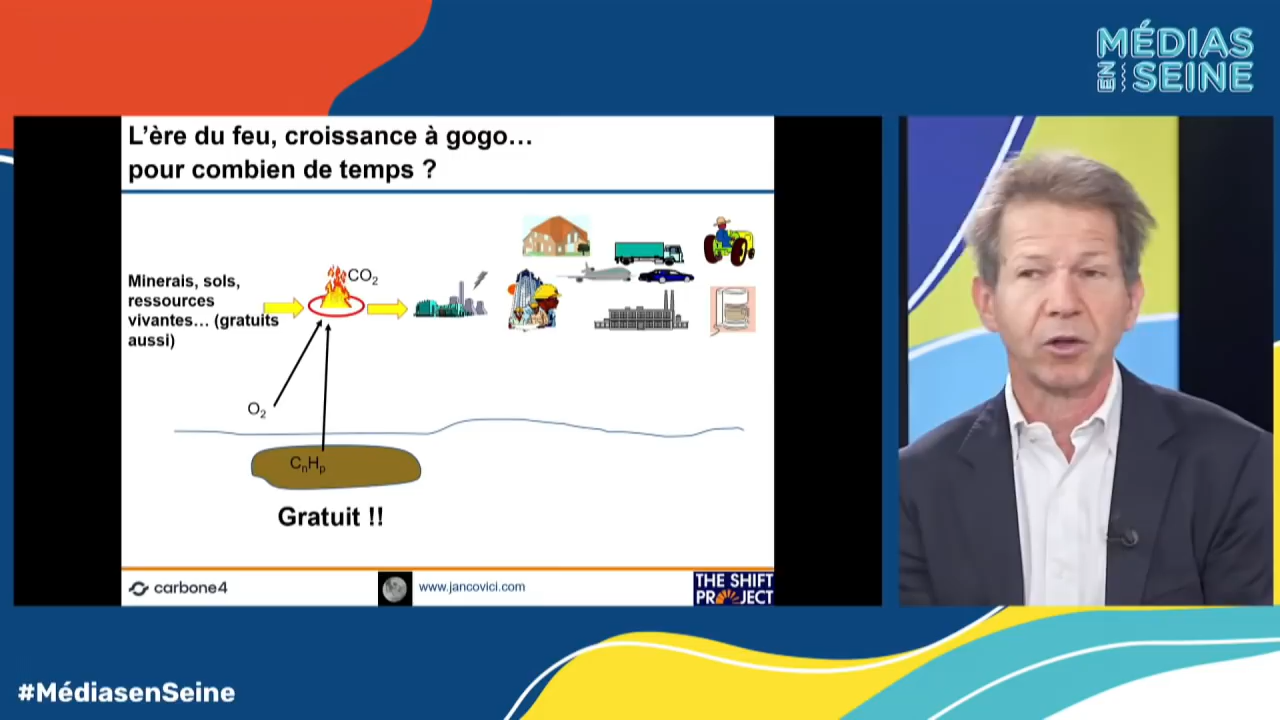 MÉDIAS
EN SEINE
L'ère du feu, croissance à gogo…
pour combien de temps ?
Minerais, sols,
ressources
vivantes… (gratuits
aussi)
CO2
O2
CnHp
Gratuit !!
carbone4
www.jancovici.com
THE SHIFT
PROJECT
#MédiasenSeine